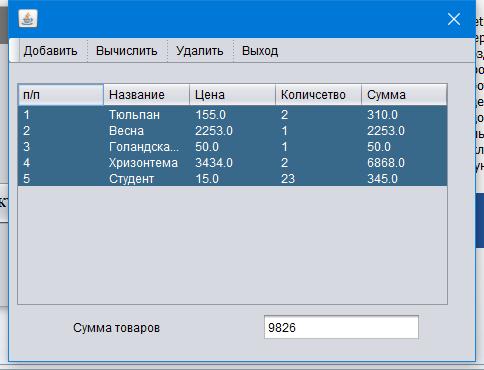 Добавить Вычислить Удалить Выход
п/п Название Цена Количсетво Сумма
1 Тюльпан 155.0 2 310.0
2 Весна 2253.0 1 2253.0
3 Голандска... 50.0 1 50.0
4 Хризонтема 3434.0 2 6868.0
5 Студент 15.0 23 345.0
Сумма товаров 9826